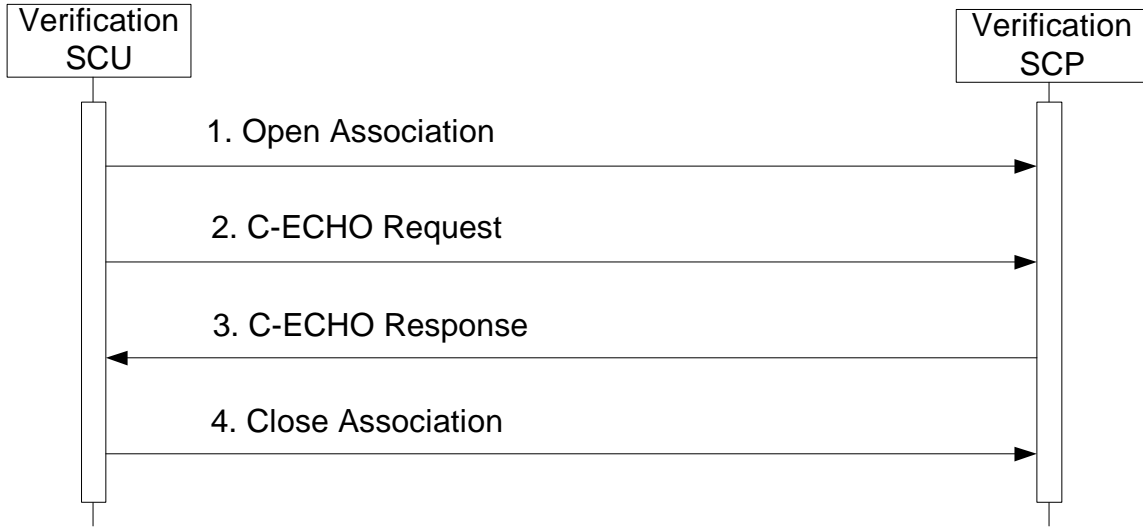 Verification
SCU
Verification
SCP
1. Open Association
2. C-ECHO Request
3. C-ECHO Response
4. Close Association